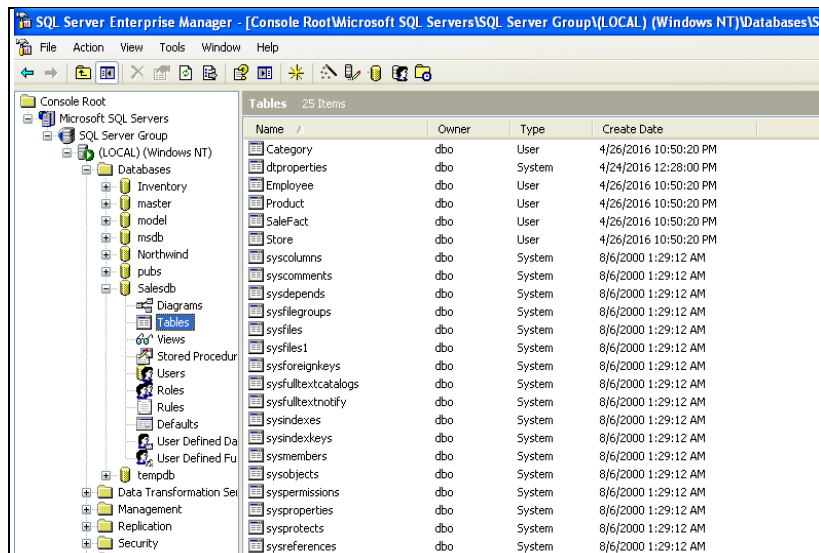 SQL Server Enterprise Manager - [Console Root\Microsoft SQL Servers\SQL Server Group\(LOCAL) (Windows NT)\Databases\S
File Action View Tools Window Help
Console Root
Microsoft SQL Servers
SQL Server Group
(LOCAL) (Windows NT)
Databases
Inventory
master
model
msdb
Northwind
pubs
Salesdb
Diagrams
Tables
Views
Stored Procedur
Users
Roles
Rules
Defaults
User Defined Da
User Defined Fu
tempdb
Data Transformation Ser
Management
Replication
Security
Tables 25 Items
Name Owner Type Create Date
Category dbo User 4/26/2016 10:50:20 PM
dtproperties dbo System 4/24/2016 12:28:00 PM
Employee dbo User 4/26/2016 10:50:20 PM
Product dbo User 4/26/2016 10:50:20 PM
SaleFact dbo User 4/26/2016 10:50:20 PM
Store dbo User 4/26/2016 10:50:20 PM
syscolumns dbo System 8/6/2000 1:29:12 AM
syscomments dbo System 8/6/2000 1:29:12 AM
sysdepends dbo System 8/6/2000 1:29:12 AM
sysfilegroups dbo System 8/6/2000 1:29:12 AM
sysfiles dbo System 8/6/2000 1:29:12 AM
sysfiles1 dbo System 8/6/2000 1:29:12 AM
sysforeignkeys dbo System 8/6/2000 1:29:12 AM
sysfulltextcatalogs dbo System 8/6/2000 1:29:12 AM
sysfulltextnotify dbo System 8/6/2000 1:29:12 AM
sysindexes dbo System 8/6/2000 1:29:12 AM
sysindexkeys dbo System 8/6/2000 1:29:12 AM
sysmembers dbo System 8/6/2000 1:29:12 AM
sysobjects dbo System 8/6/2000 1:29:12 AM
syspermissions dbo System 8/6/2000 1:29:12 AM
sysproperties dbo System 8/6/2000 1:29:12 AM
sysprotects dbo System 8/6/2000 1:29:12 AM
sysreferences dbo System 8/6/2000 1:29:12 AM